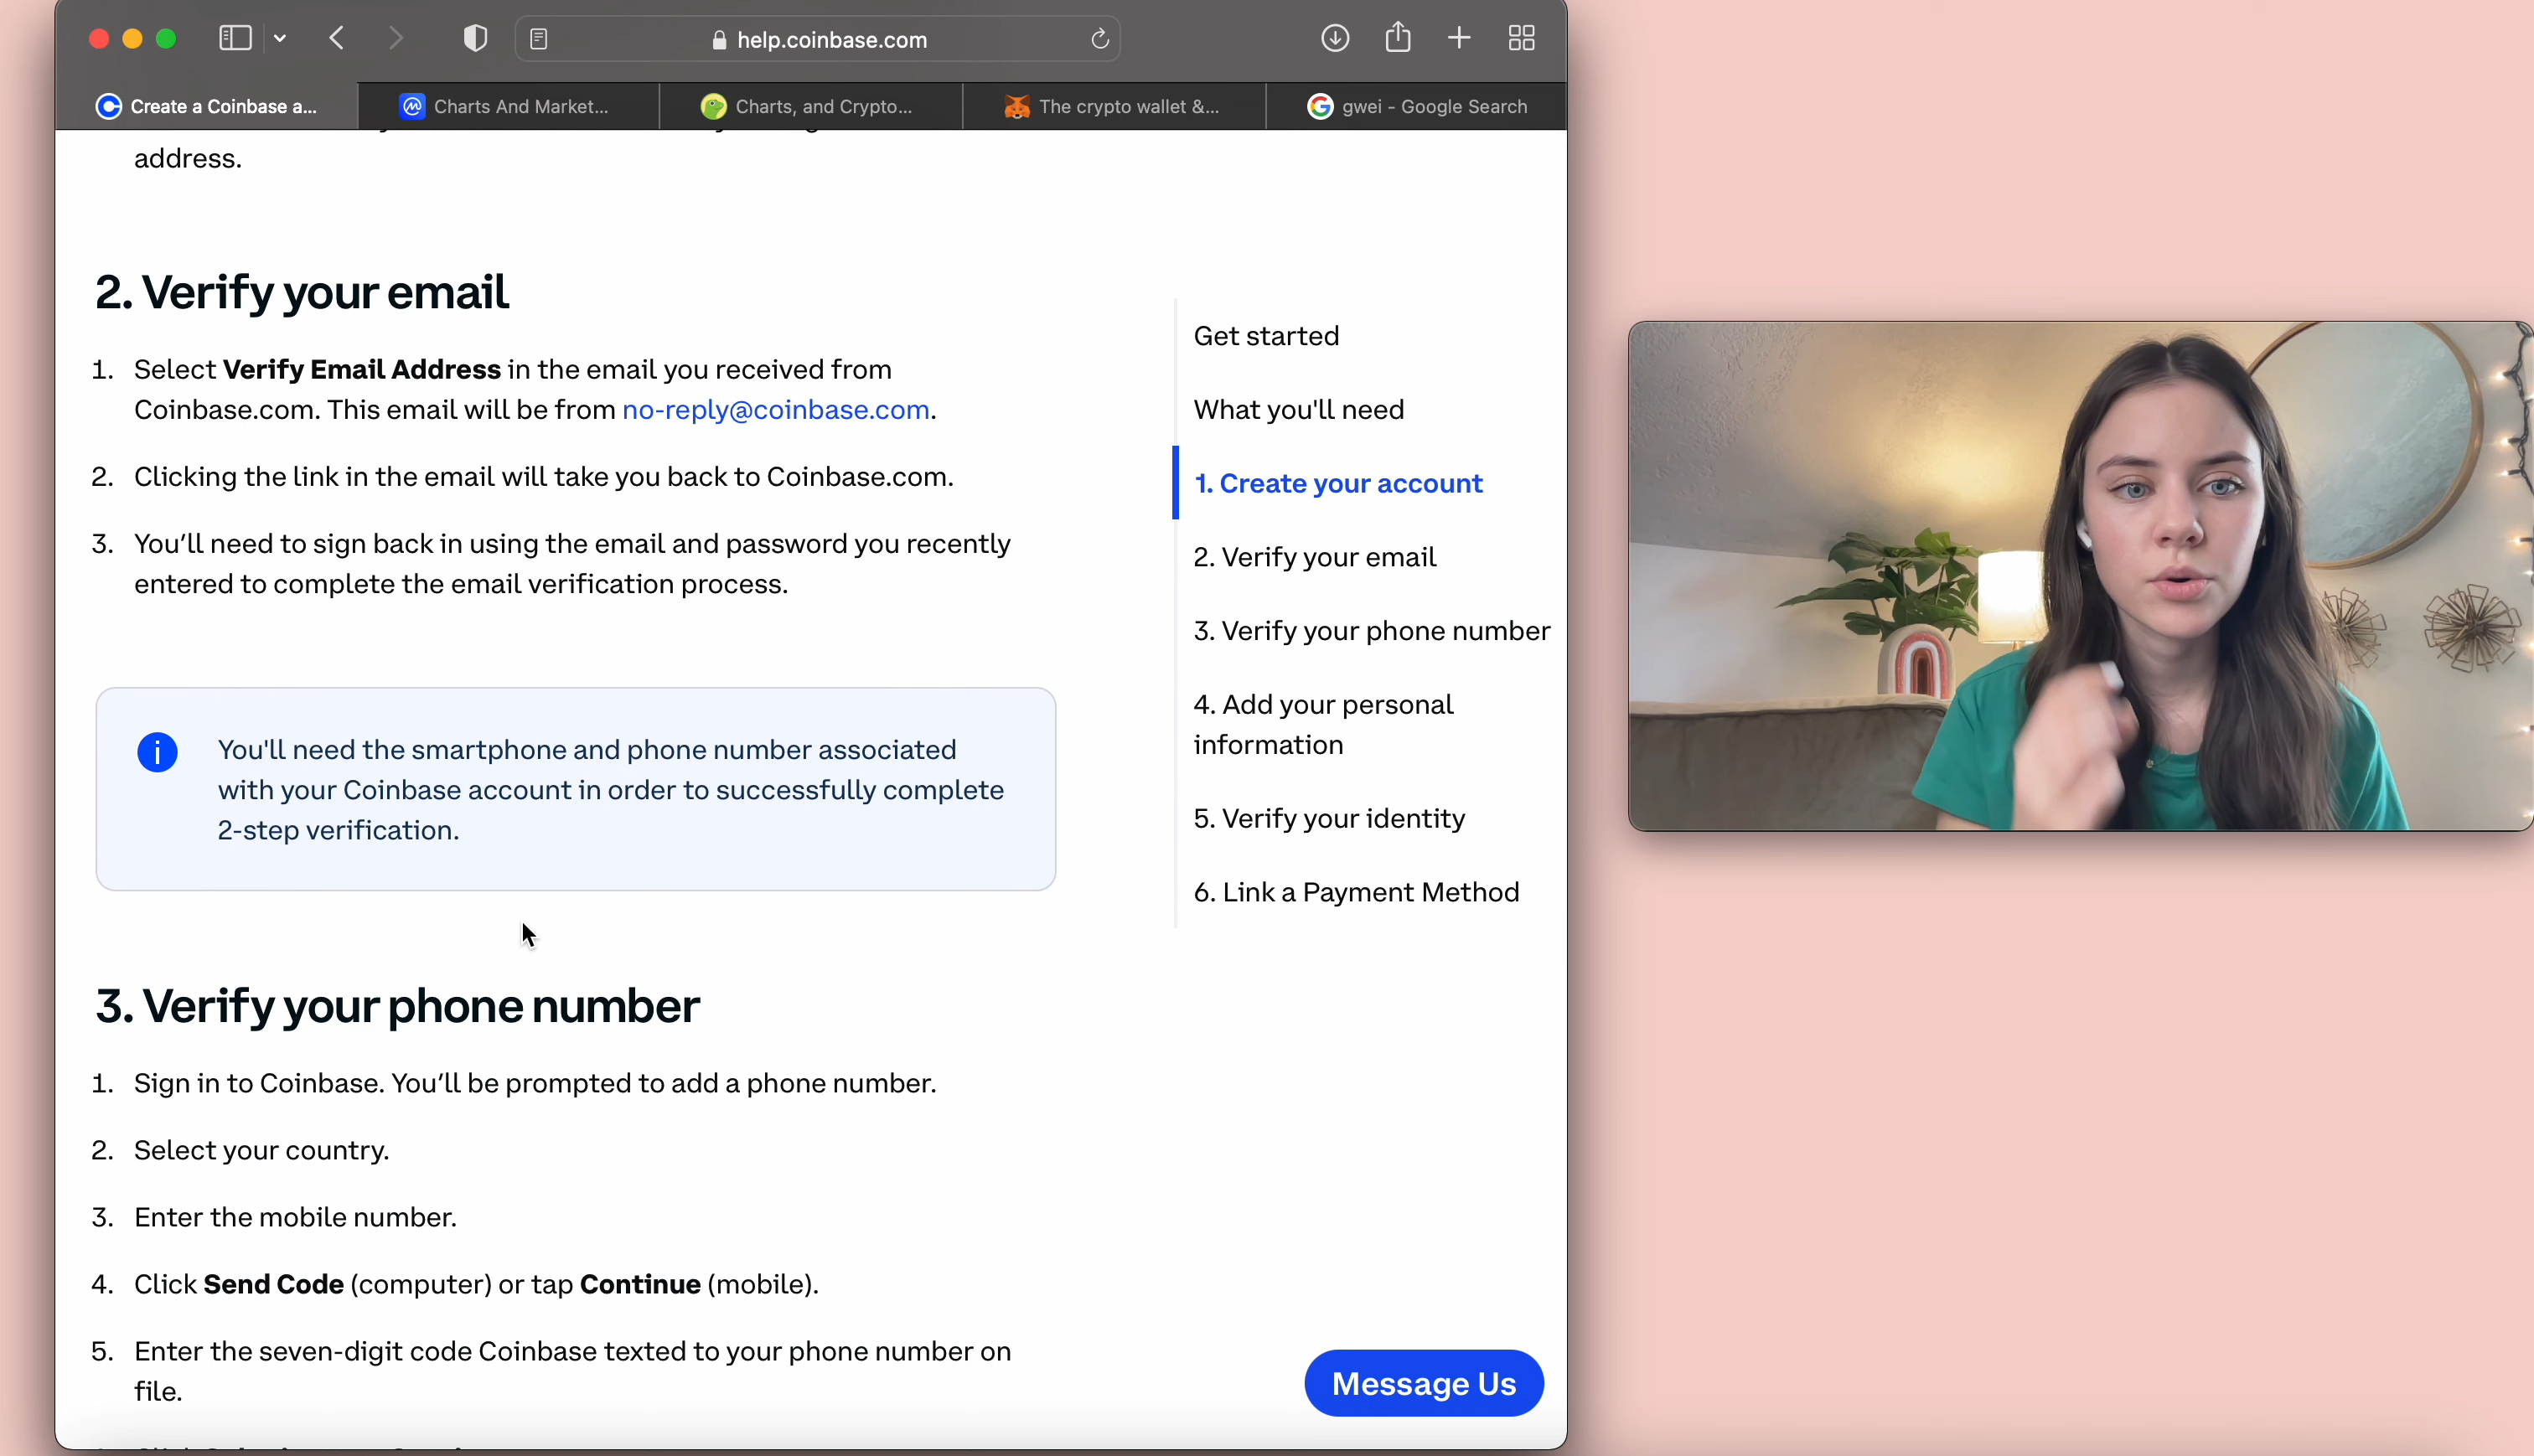 help.coinbase.com
Create a Coinbase a...
Charts And Market...
Charts, and Crypto...
The crypto wallet &...
gwei - Google Search
address.
2. Verify your email
1. Select Verify Email Address in the email you received from
Coinbase.com. This email will be from no-reply@coinbase.com.
2. Clicking the link in the email will take you back to Coinbase.com.
3. You’ll need to sign back in using the email and password you recently
entered to complete the email verification process.
i
You'll need the smartphone and phone number associated
with your Coinbase account in order to successfully complete
2-step verification.
3. Verify your phone number
1. Sign in to Coinbase. You’ll be prompted to add a phone number.
2. Select your country.
3. Enter the mobile number.
4. Click Send Code (computer) or tap Continue (mobile).
5. Enter the seven-digit code Coinbase texted to your phone number on
file.
Get started
What you'll need
1. Create your account
2. Verify your email
3. Verify your phone number
4. Add your personal
information
5. Verify your identity
6. Link a Payment Method
Message Us